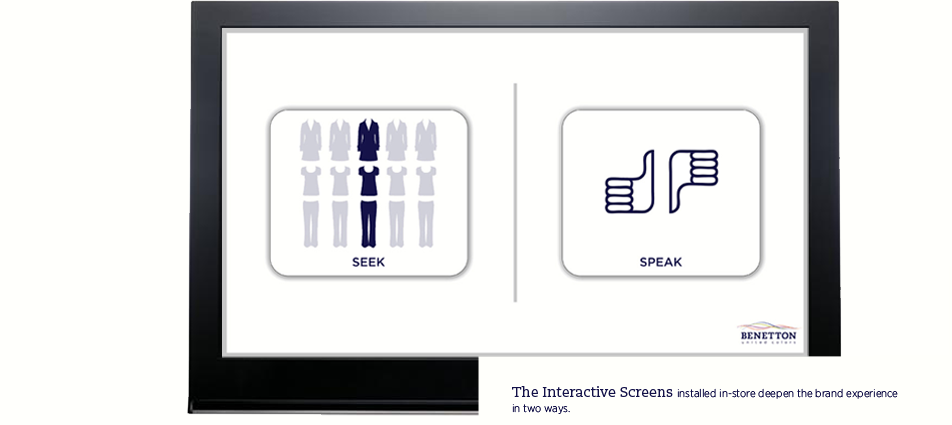 SEEK
SPEAK
BENETTON
united colors
The Interactive Screens installed in-store deepen the brand experience
in two ways.